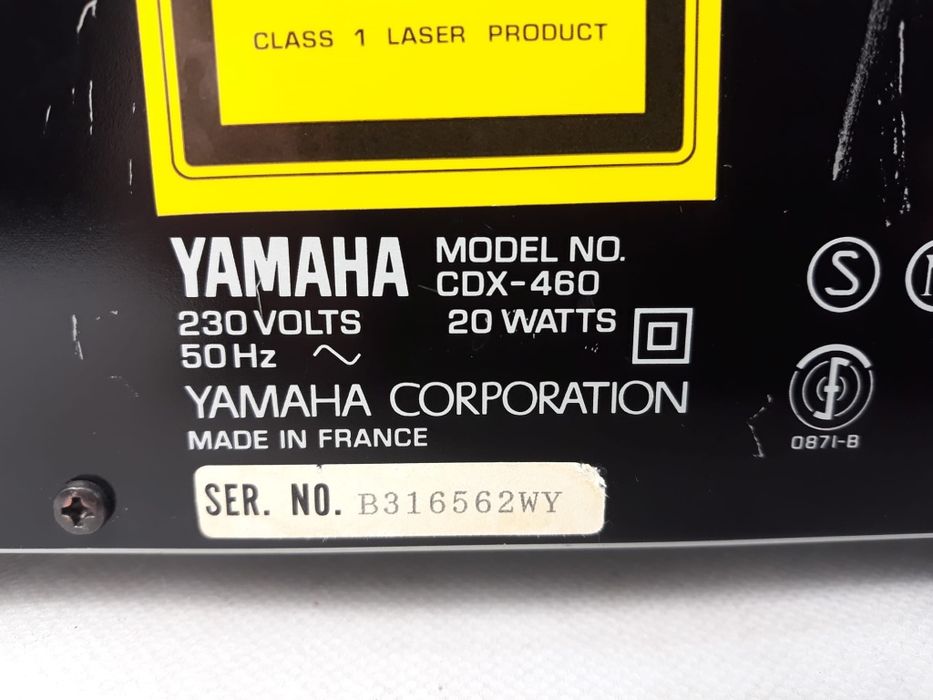 CLASS 1 LASER PRODUCT
YAMAHA MODEL NO.
CDX-460
230 VOLTS 20 WATTS
50 Hz
YAMAHA CORPORATION
MADE IN FRANCE
SER. NO. B316562WY
S
0871-B